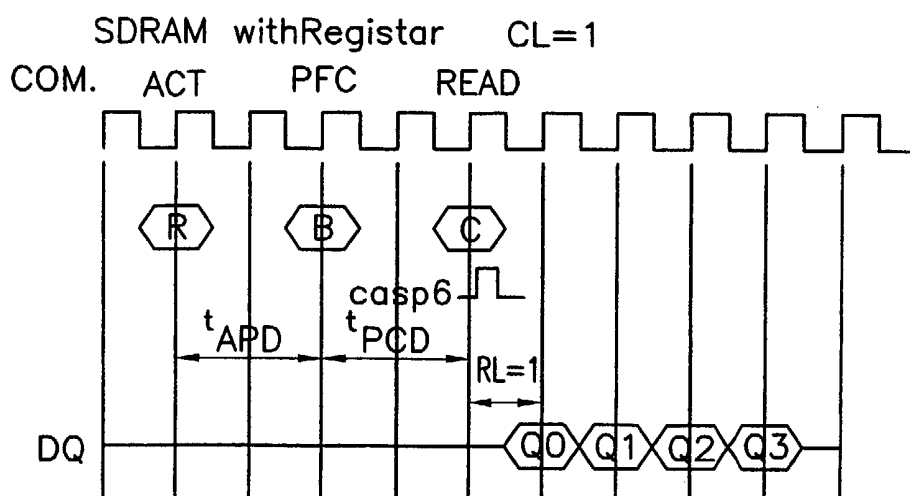 SDRAM withRegistar CL=1
COM. ACT PFC READ
R B C
casp6
tAPD tPCD
RL=1
DQ Q0 Q1 Q2 Q3